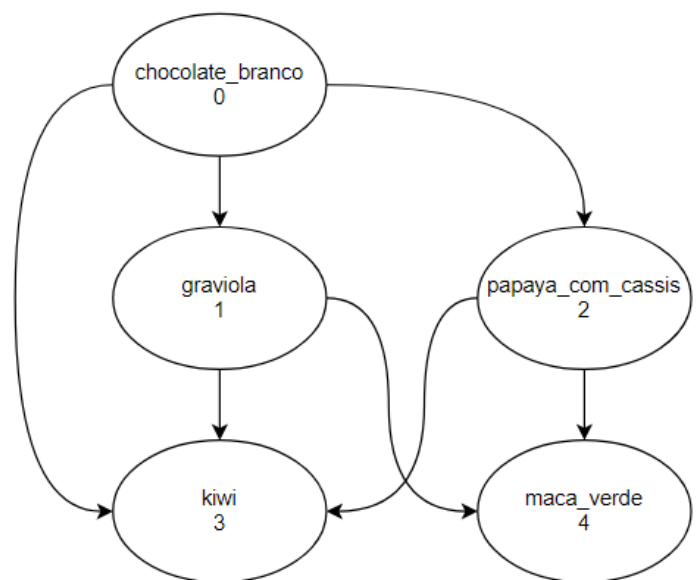 chocolate_branco
0
graviola
1
papaya_com_cassis
2
kiwi
3
maca_verde
4